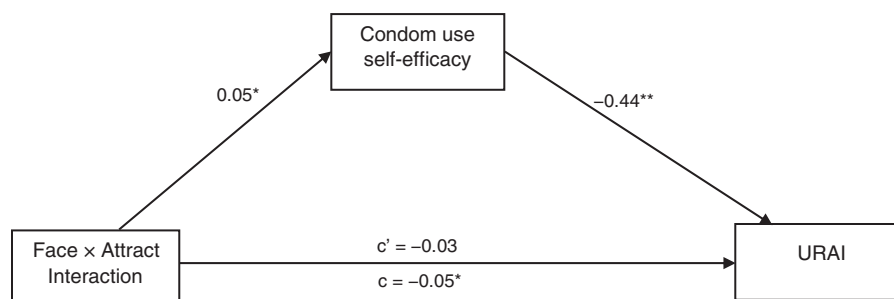 Condom use
self-efficacy
0.05*
−0.44**
Face × Attract
Interaction
c’ = −0.03
c = −0.05*
URAI